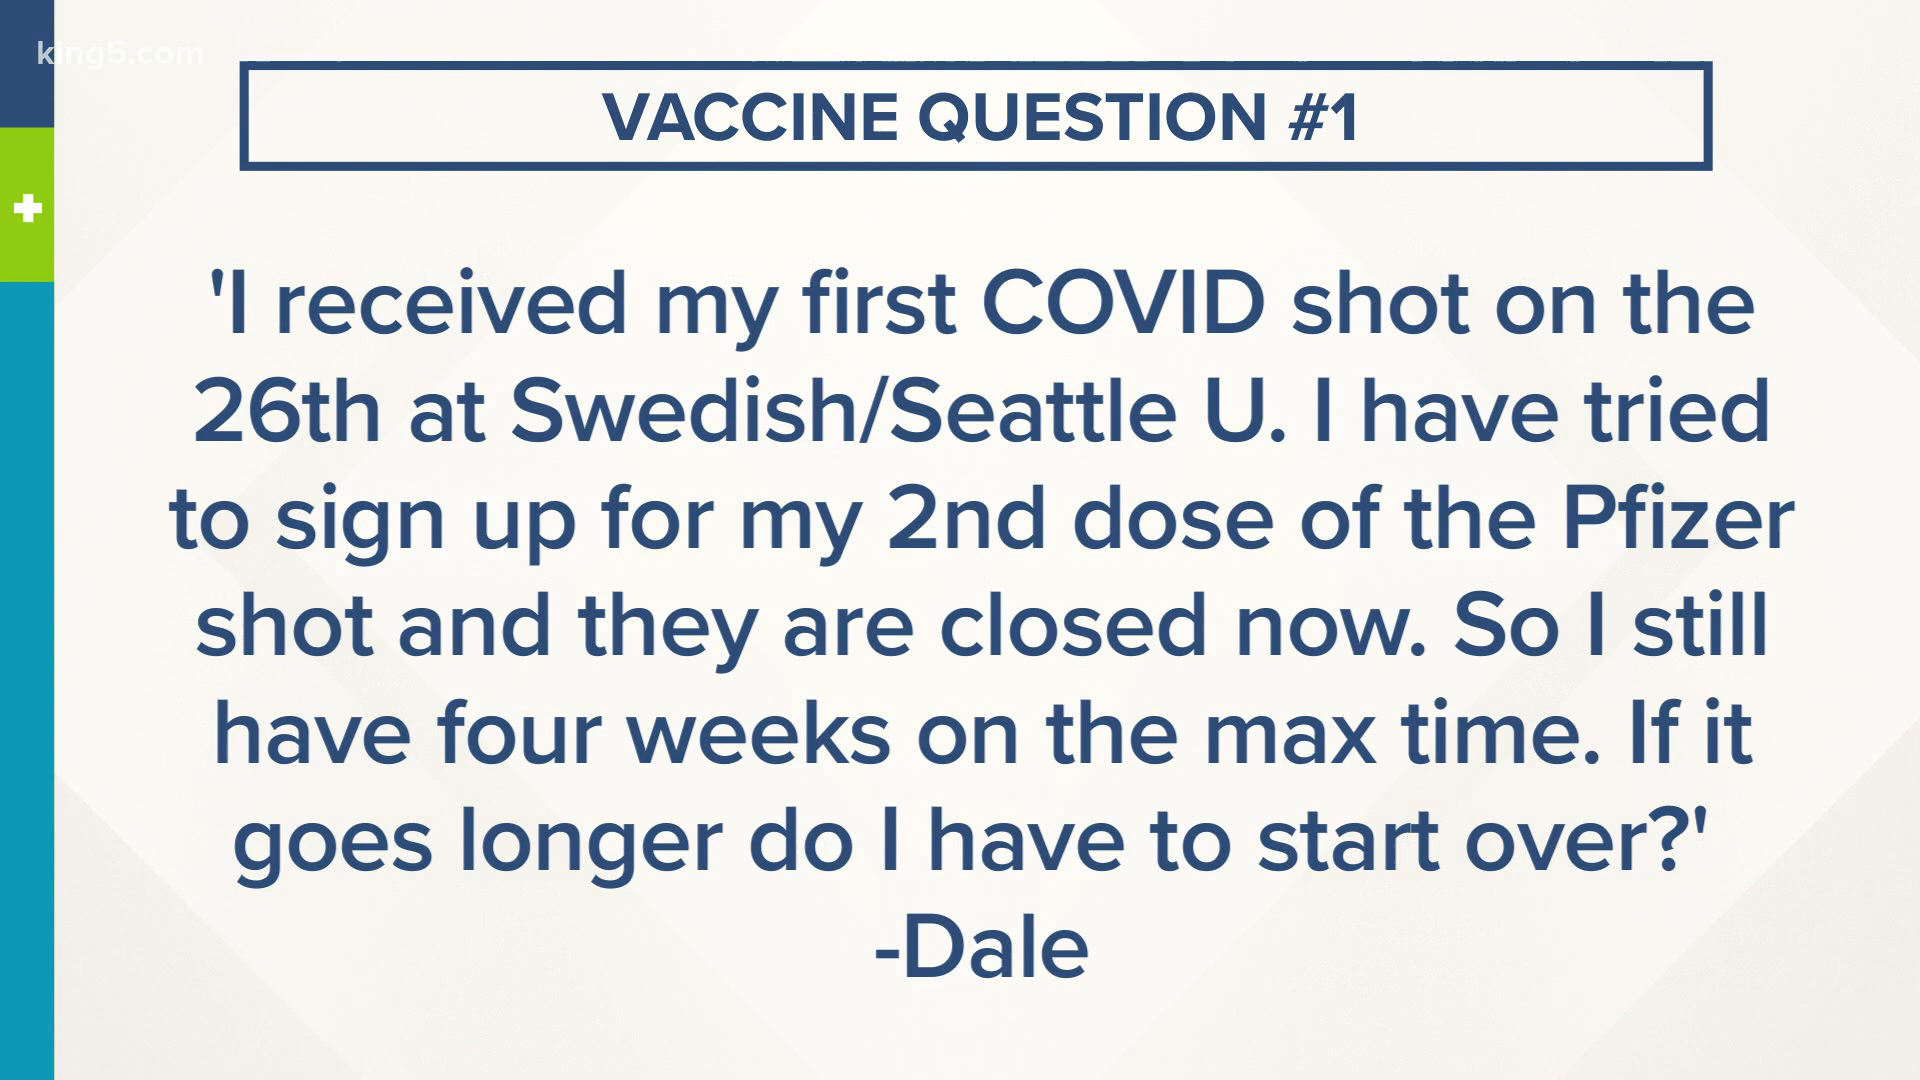 king5.com
VACCINE QUESTION #1
'I received my first COVID shot on the
26th at Swedish/Seattle U. I have tried
to sign up for my 2nd dose of the Pfizer
shot and they are closed now. So I still
have four weeks on the max time. If it
goes longer do I have to start over?'
-Dale